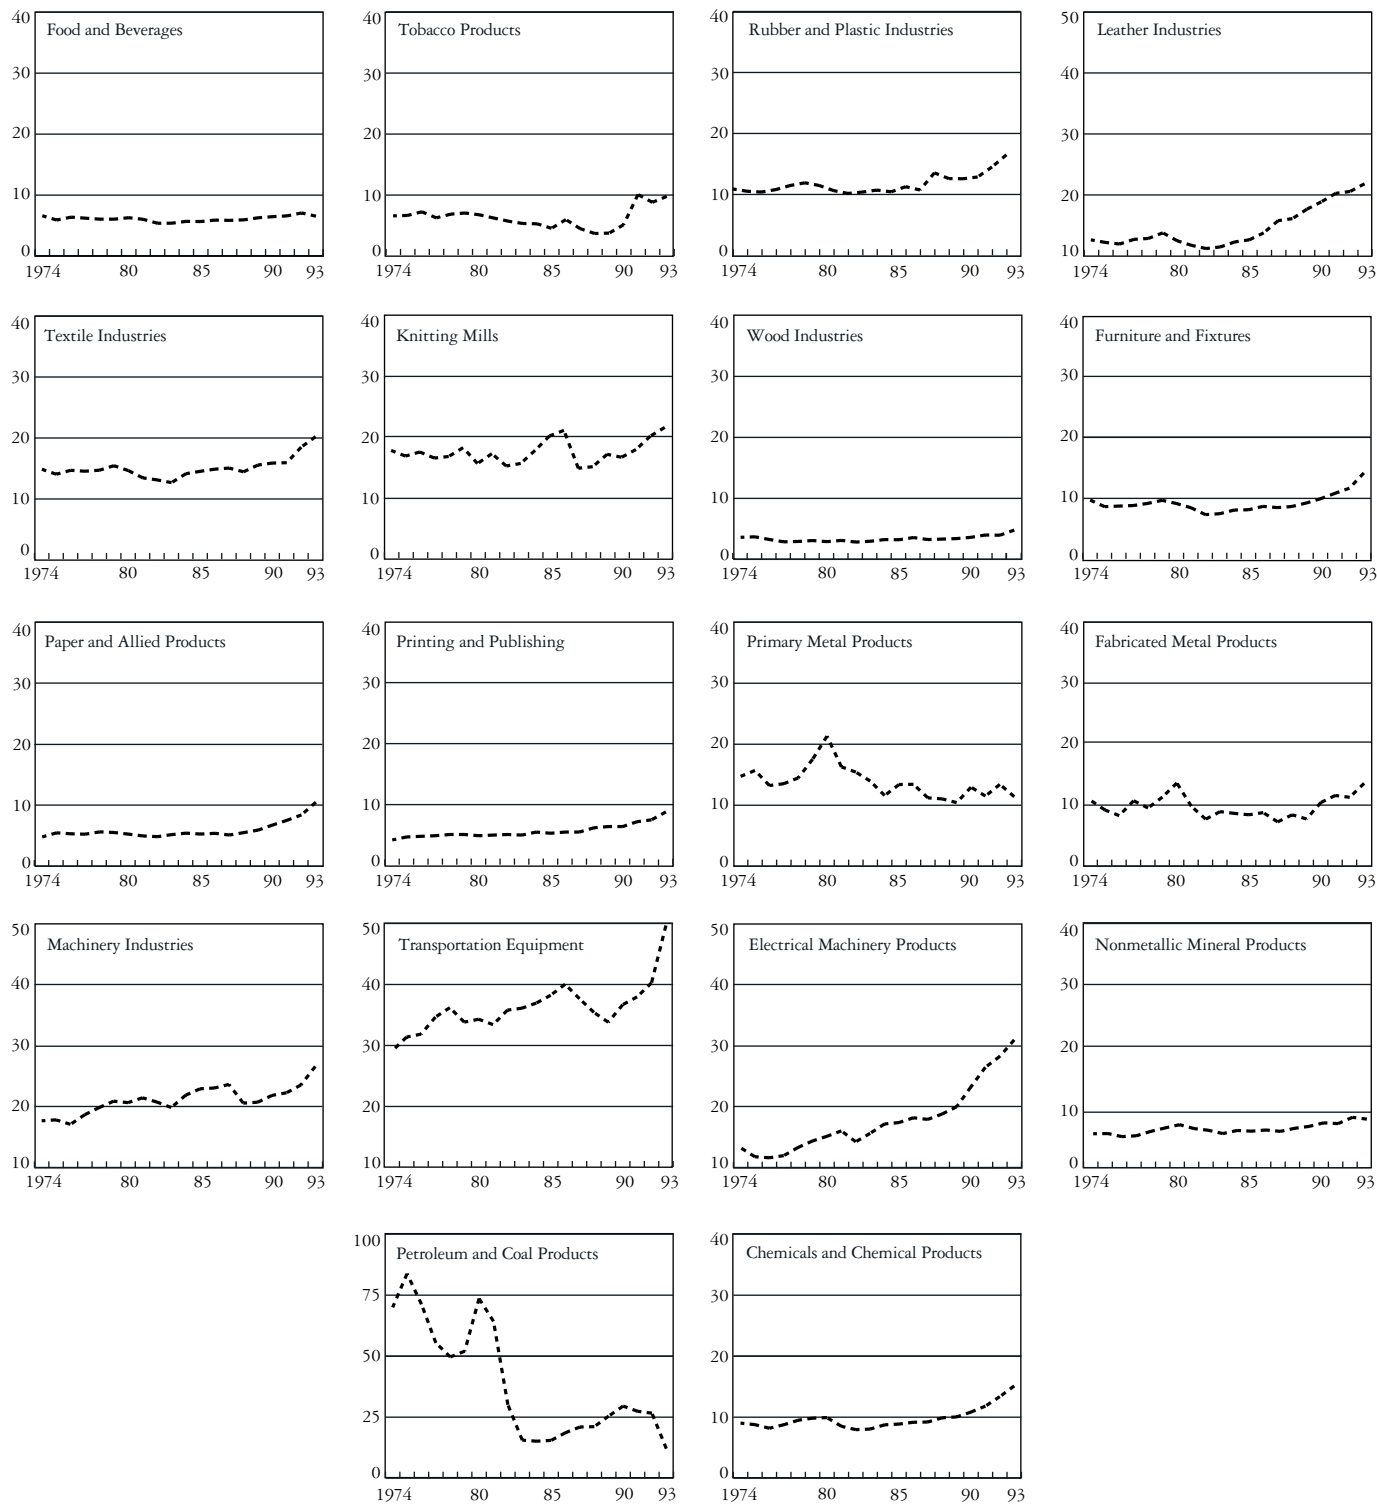 Food and Beverages
40
30
20
10
0
1974 80 85 90 93
Tobacco Products
40
30
20
10
0
1974 80 85 90 93
Rubber and Plastic Industries
40
30
20
10
0
1974 80 85 90 93
Leather Industries
50
40
30
20
10
1974 80 85 90 93
Textile Industries
40
30
20
10
0
1974 80 85 90 93
Knitting Mills
40
30
20
10
0
1974 80 85 90 93
Wood Industries
40
30
20
10
0
1974 80 85 90 93
Furniture and Fixtures
40
30
20
10
0
1974 80 85 90 93
Paper and Allied Products
40
30
20
10
0
1974 80 85 90 93
Printing and Publishing
40
30
20
10
0
1974 80 85 90 93
Primary Metal Products
40
30
20
10
0
1974 80 85 90 93
Fabricated Metal Products
40
30
20
10
0
1974 80 85 90 93
Machinery Industries
50
40
30
20
10
1974 80 85 90 93
Transportation Equipment
50
40
30
20
10
1974 80 85 90 93
Electrical Machinery Products
50
40
30
20
10
1974 80 85 90 93
Nonmetallic Mineral Products
40
30
20
10
0
1974 80 85 90 93
Petroleum and Coal Products
100
75
50
25
0
1974 80 85 90 93
Chemicals and Chemical Products
40
30
20
10
0
1974 80 85 90 93